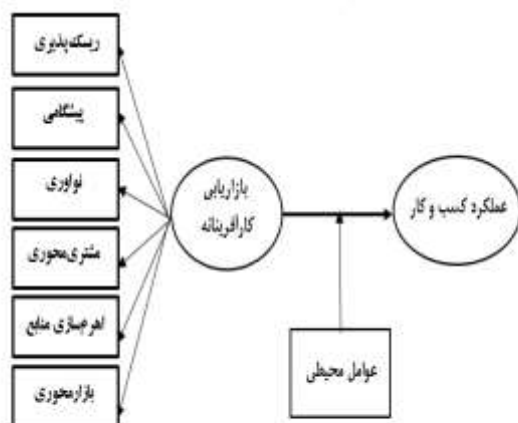 ریسک‌پذیری
پیشگامی
نوآوری
مشتری‌محوری
اهرم‌سازی منابع
بازارمحوری
بازاریابی
کارآفرینانه
عملکرد کسب و کار
عوامل محیطی